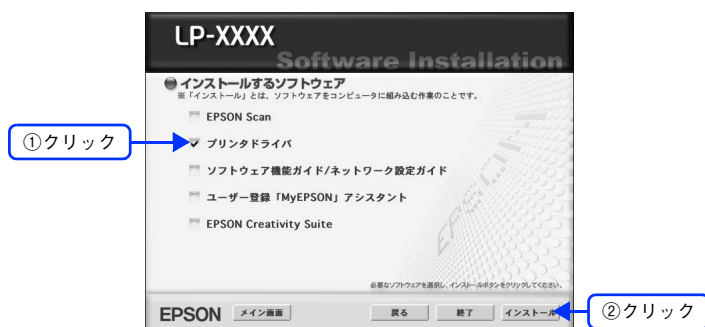 LP-XXXX
Software Installation
インストールするソフトウェア
※「インストール」とは、ソフトウェアをコンピュータに組み込む作業のことです。
EPSON Scan
①クリック
プリンタドライバ
ソフトウェア機能ガイド/ネットワーク設定ガイド
ユーザー登録「MyEPSON」アシスタント
EPSON Creativity Suite
EPSON
必要なソフトウェアを選択し、インストールボタンをクリックしてください。
EPSON
メイン画面
戻る
終了
インストール
②クリック